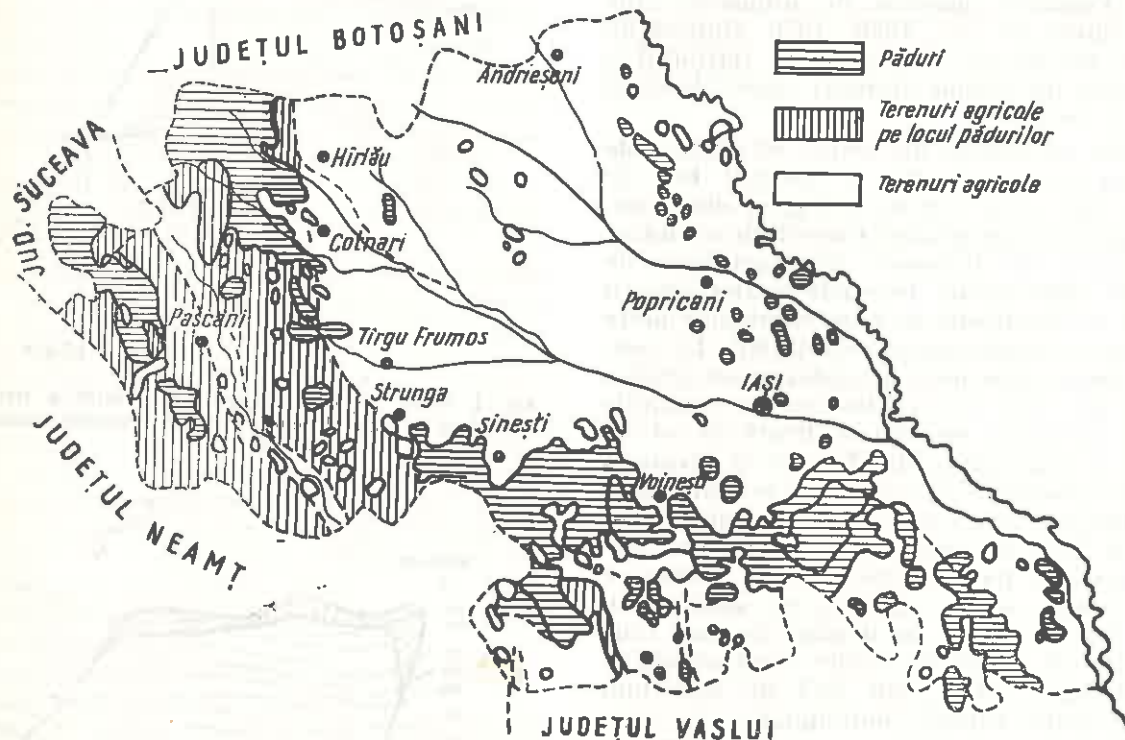 JUDEȚUL BOTOȘANI
Andrieșeni
Păduri
Terenuri agricole
pe locul pădurilor
Terenuri agricole
JUD. SUCEAVA
Hîrlău
Cotnari
Pașcani
Popricani
Tîrgu Frumos
IAȘI
Strunga
Sinești
Voinești
JUDEȚUL NEAMȚ
JUDEȚUL VASLUI